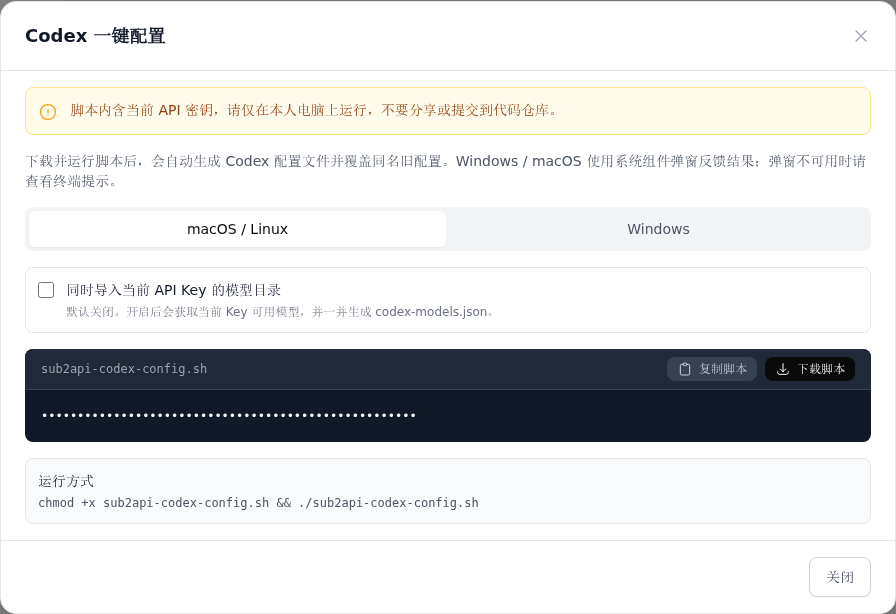 Codex 一键配置
脚本内含当前 API 密钥，请仅在本人电脑上运行，不要分享或提交到代码仓库。
下载并运行脚本后，会自动生成 Codex 配置文件并覆盖同名旧配置。Windows / macOS 使用系统组件弹窗反馈结果；弹窗不可用时请
查看终端提示。
macOS / Linux
Windows
同时导入当前 API Key 的模型目录
默认关闭。开启后会获取当前 Key 可用模型，并一并生成 codex-models.json。
sub2api-codex-config.sh
复制脚本
下载脚本
••••••••••••••••••••••••••••••••••••••••••••••••••••
运行方式
chmod +x sub2api-codex-config.sh && ./sub2api-codex-config.sh
关闭